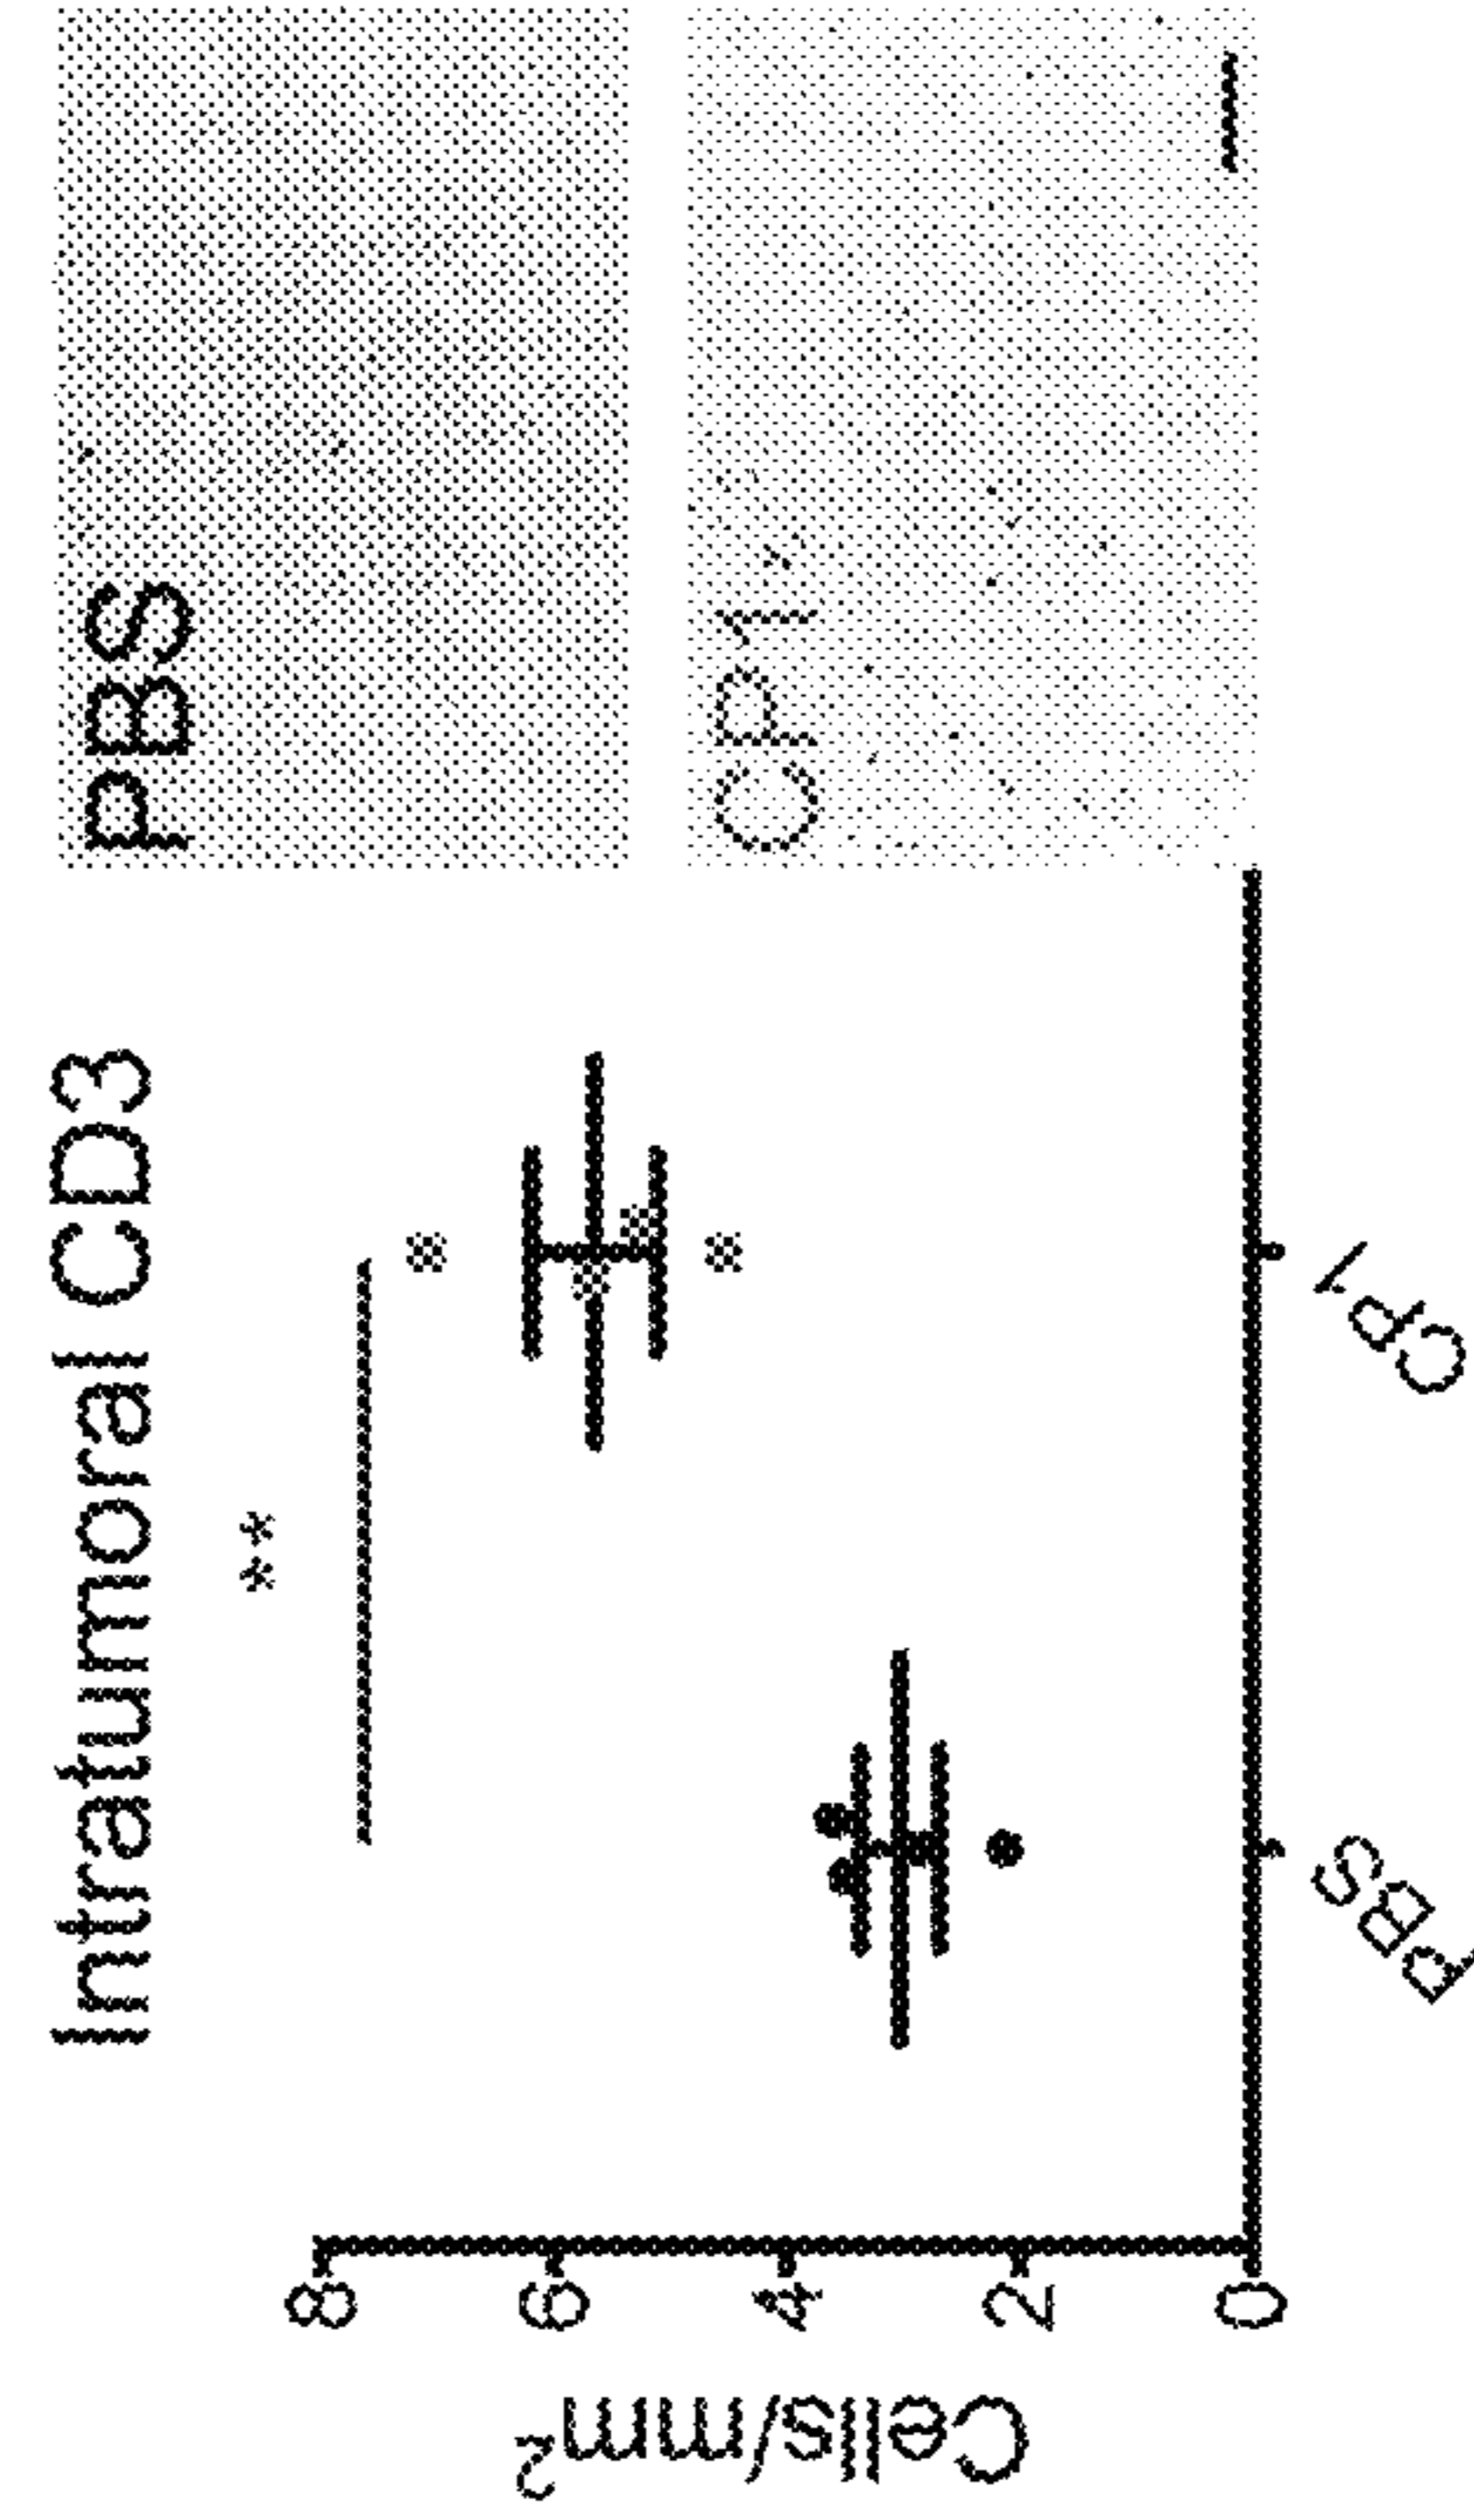 Intratumoral CD3
**
Cells/mm²
8
6
4
2
0
PBS
CP1
PBS
CP1